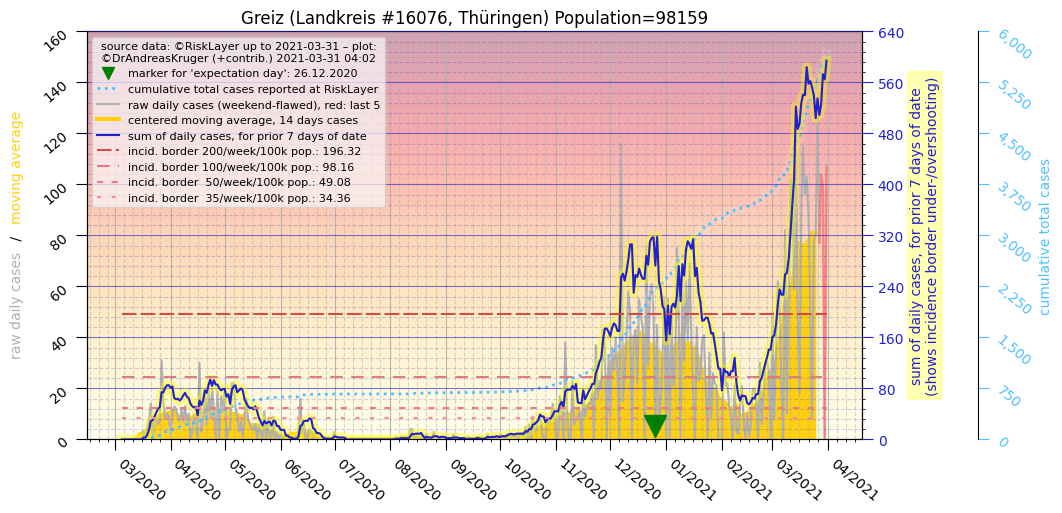 Greiz (Landkreis #16076, Thüringen) Population=98159
source data: ©RiskLayer up to 2021-03-31 – plot:
©DrAndreasKruger (+contrib.) 2021-03-31 04:02
marker for 'expectation day': 26.12.2020
cumulative total cases reported at RiskLayer
raw daily cases (weekend-flawed), red: last 5
centered moving average, 14 days cases
sum of daily cases, for prior 7 days of date
incid. border 200/week/100k pop.: 196.32
incid. border 100/week/100k pop.: 98.16
incid. border  50/week/100k pop.: 49.08
incid. border  35/week/100k pop.: 34.36
raw daily cases / moving average
160
140
120
100
80
60
40
20
0
03/2020
04/2020
05/2020
06/2020
07/2020
08/2020
09/2020
10/2020
11/2020
12/2020
01/2021
02/2021
03/2021
04/2021
640
560
480
400
320
240
160
80
0
sum of daily cases, for prior 7 days of date
(shows incidence border under-/overshooting)
6,000
5,250
4,500
3,750
3,000
2,250
1,500
750
0
cumulative total cases